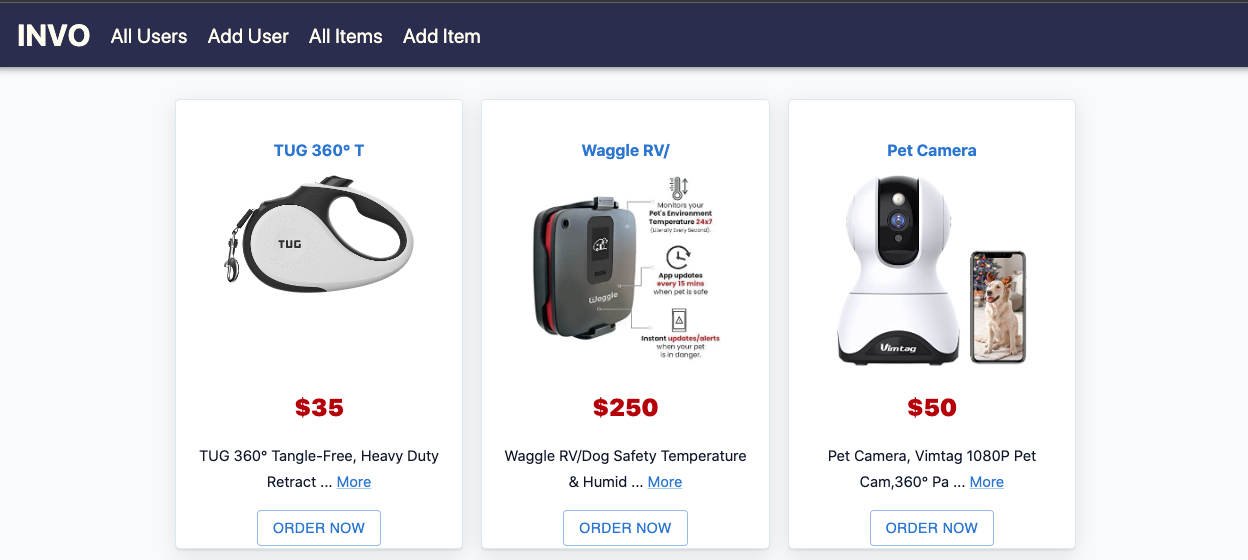 INVO All Users Add User All Items Add Item
TUG 360° T
TUG
$35
TUG 360° Tangle-Free, Heavy Duty
Retract ... More
ORDER NOW
Waggle RV/
Monitors your
Pet's Environment
Temperature 24x7
(Literally Every Second).
App updates
every 15 mins
when pet is safe
Waggle
Instant updates/alerts
when your pet
is in danger.
$250
Waggle RV/Dog Safety Temperature
& Humid ... More
ORDER NOW
Pet Camera
Vimtag
$50
Pet Camera, Vimtag 1080P Pet
Cam,360° Pa ... More
ORDER NOW